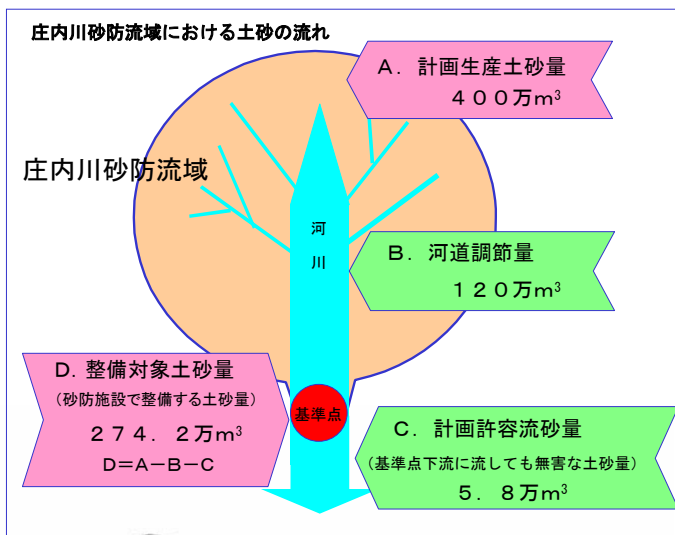 庄内川砂防流域における土砂の流れ
A．計画生産土砂量
４００万m³
庄内川砂防流域
河
川
B．河道調節量
１２０万m³
D．整備対象土砂量
（砂防施設で整備する土砂量）
２７４．２万m³
D＝A－B－C
基準点
C．計画許容流砂量
（基準点下流に流しても無害な土砂量）
５．８万m³